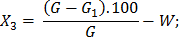 X₃ = (G − G₁).100 / G − W;